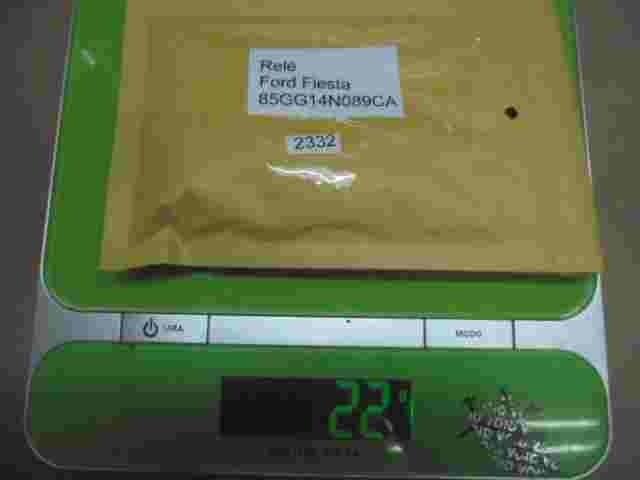 Relé
Ford Fiesta
85GG14N089CA
2332
MODO
22